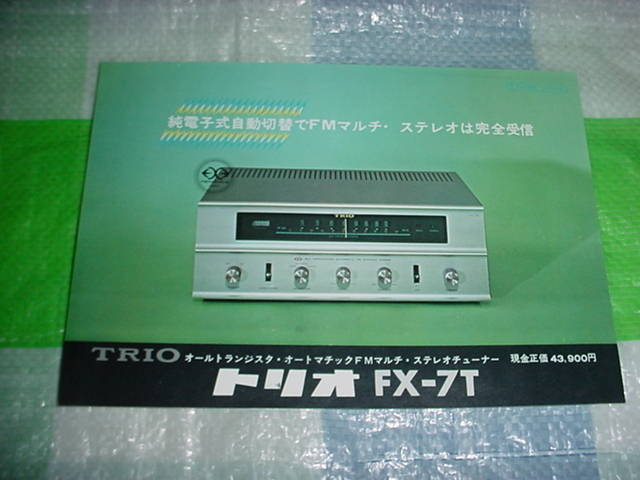 純電子式自動切替でFMマルチ・ステレオは完全受信
TRIO
TRIO オールトランジスタ・オートマチックFMマルチ・ステレオチューナー 現金正価 43,900円
トリオ FX-7T